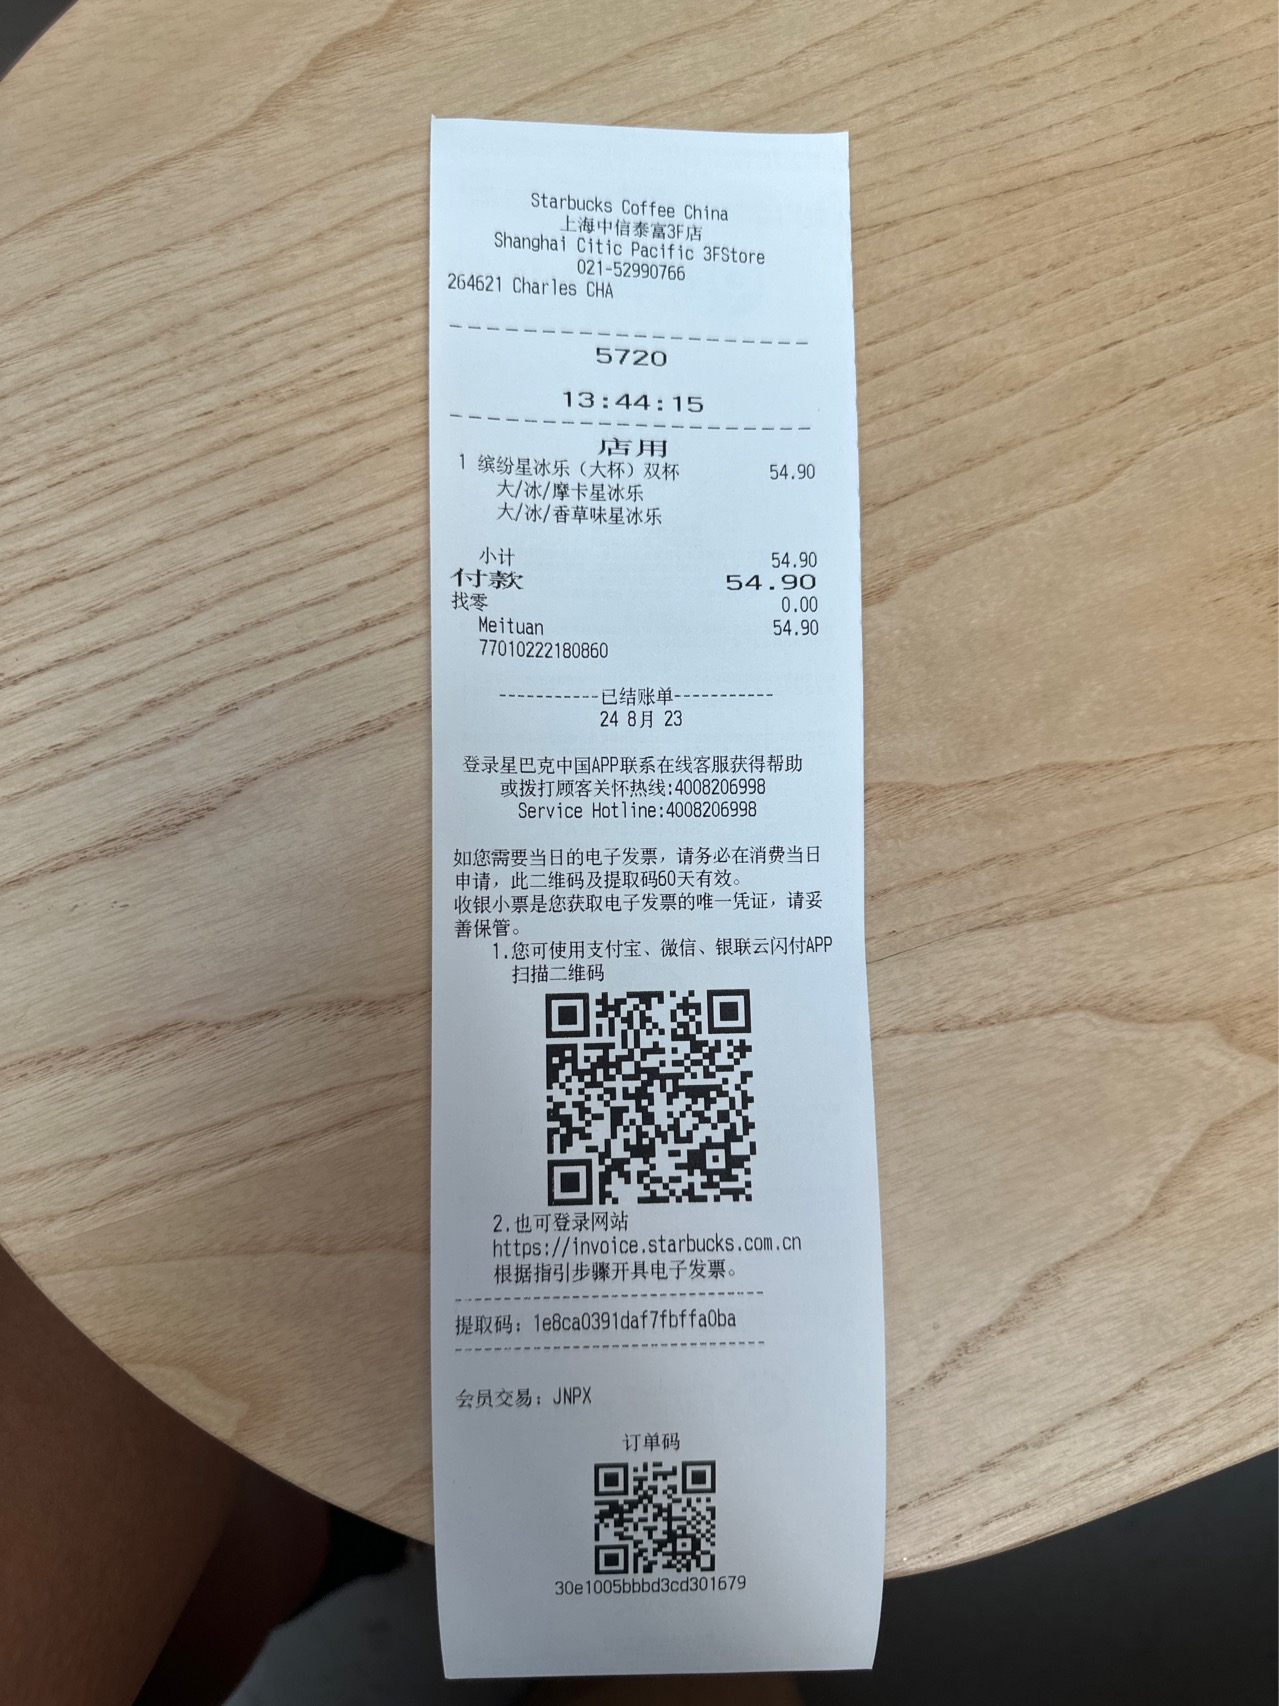 Starbucks Coffee China
上海中信泰富3F店
Shanghai Citic Pacific 3FStore
021-52990766
264621 Charles CHA
5720
13:44:15
店用
1 缤纷星冰乐（大杯）双杯 54.90
大/冰/摩卡星冰乐
大/冰/香草味星冰乐
小计 54.90
付款 54.90
找零 0.00
Meituan 54.90
77010222180860
-----------已结账单-----------
24 8月 23
登录星巴克中国APP联系在线客服获得帮助
或拨打顾客关怀热线:4008206998
Service Hotline:4008206998
如您需要当日的电子发票，请务必在消费当日
申请，此二维码及提取码60天有效。
收银小票是您获取电子发票的唯一凭证，请妥
善保管。
1.您可使用支付宝、微信、银联云闪付APP
扫描二维码
2.也可登录网站
https://invoice.starbucks.com.cn
根据指引步骤开具电子发票。
提取码：1e8ca0391daf7fbffa0ba
会员交易：JNPX
订单码
30e1005bbbd3cd301679